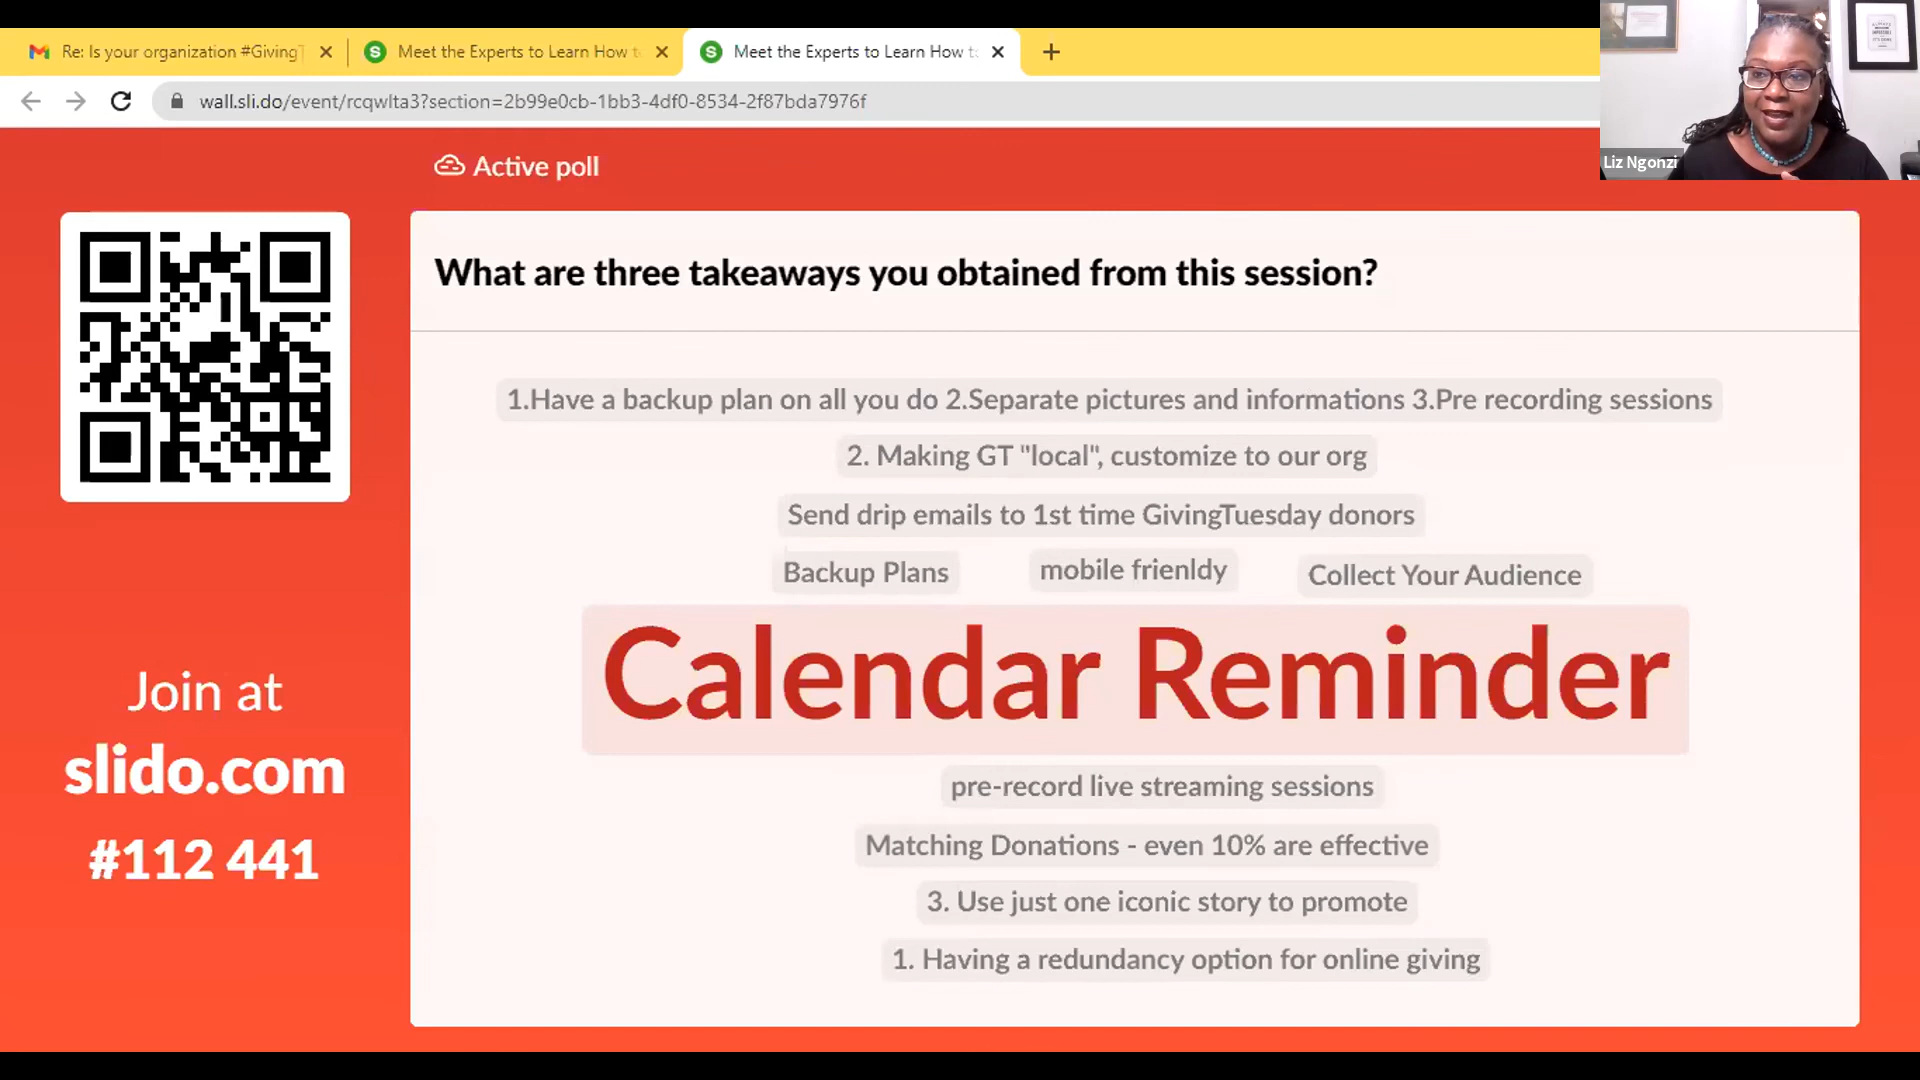 Re: Is your organization #GivingT
Meet the Experts to Learn How to
Meet the Experts to Learn How to
wall.sli.do/event/rcqwlta3?section=2b99e0cb-1bb3-4df0-8534-2f87bda7976f
Liz Ngonzi
Active poll
What are three takeaways you obtained from this session?
1.Have a backup plan on all you do 2.Separate pictures and informations 3.Pre recording sessions
2. Making GT "local", customize to our org
Send drip emails to 1st time GivingTuesday donors
Backup Plans
mobile frienldy
Collect Your Audience
Calendar Reminder
pre-record live streaming sessions
Matching Donations - even 10% are effective
3. Use just one iconic story to promote
1. Having a redundancy option for online giving
Join at
slido.com
#112 441